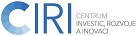 CIRI
CENTRUM
INVESTIC, ROZVOJE
A INOVACÍ